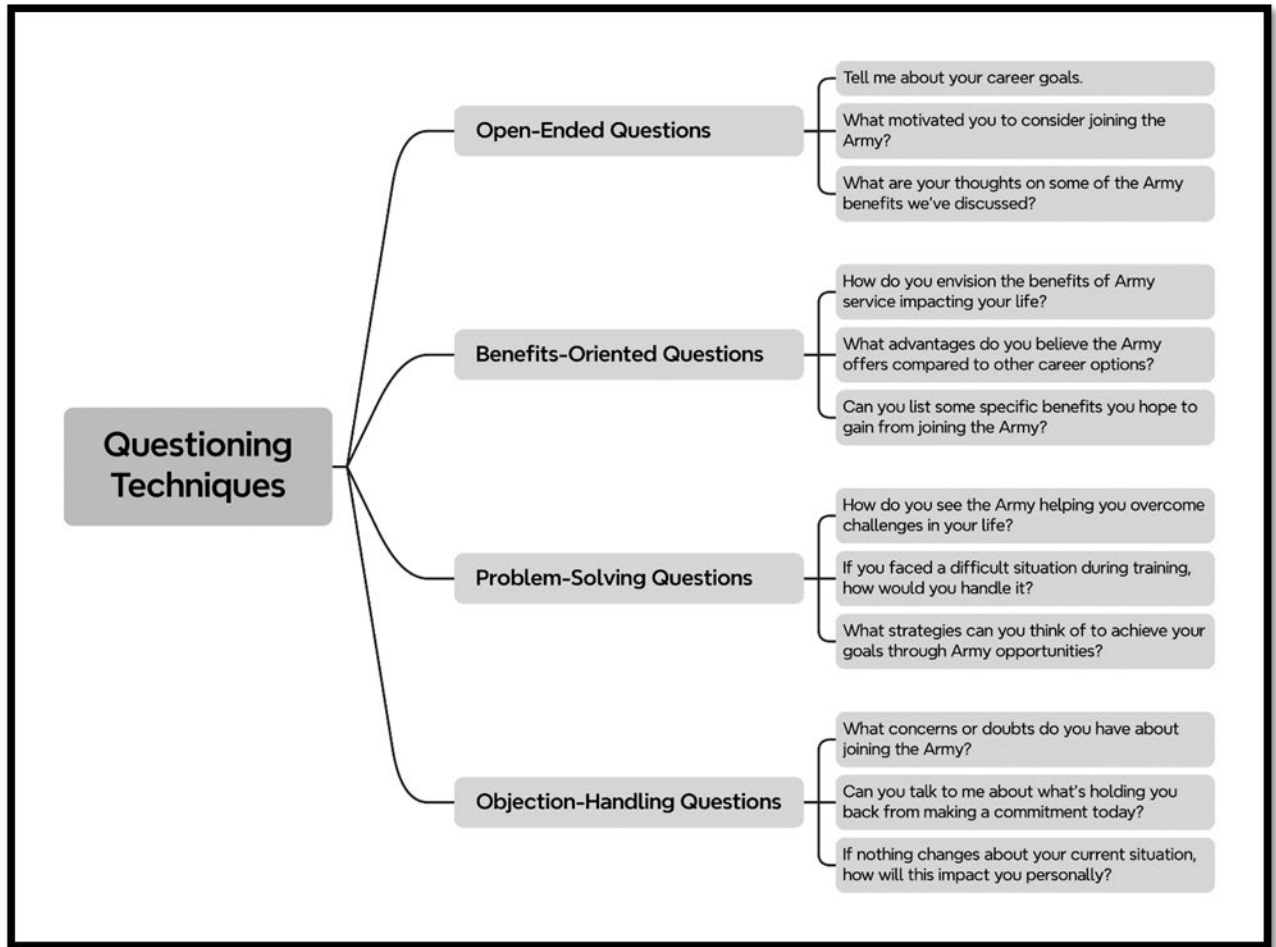 Questioning
Techniques
Open-Ended Questions
Tell me about your career goals.
What motivated you to consider joining the
Army?
What are your thoughts on some of the Army
benefits we've discussed?
Benefits-Oriented Questions
How do you envision the benefits of Army
service impacting your life?
What advantages do you believe the Army
offers compared to other career options?
Can you list some specific benefits you hope to
gain from joining the Army?
Problem-Solving Questions
How do you see the Army helping you overcome
challenges in your life?
If you faced a difficult situation during training,
how would you handle it?
What strategies can you think of to achieve your
goals through Army opportunities?
Objection-Handling Questions
What concerns or doubts do you have about
joining the Army?
Can you talk to me about what's holding you
back from making a commitment today?
If nothing changes about your current situation,
how will this impact you personally?